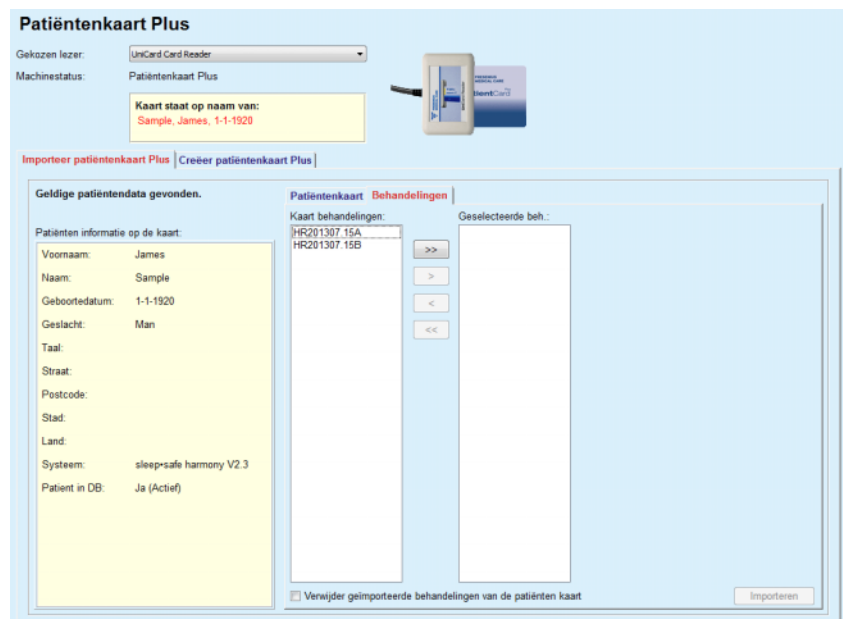 Patiëntenkaart Plus
Gekozen lezer: UniCard Card Reader
Machinestatus: Patiëntenkaart Plus
FRESENIUS
MEDICAL CARE
Kaart staat op naam van:
Sample, James, 1-1-1920
Importeer patiëntenkaart Plus Creëer patiëntenkaart Plus
Geldige patiëntendata gevonden.
Patiëntenkaart Behandelingen
Kaart behandelingen: Geselecteerde beh.:
Patiënten informatie op de kaart:
HR201307.15A
HR201307.15B
>>
>
<
<<
Voornaam: James
Naam: Sample
Geboortedatum: 1-1-1920
Geslacht: Man
Taal:
Straat:
Postcode:
Stad:
Land:
Systeem: sleep•safe harmony V2.3
Patient in DB: Ja (Actief)
Verwijder geïmporteerde behandelingen van de patiënten kaart
Importeren